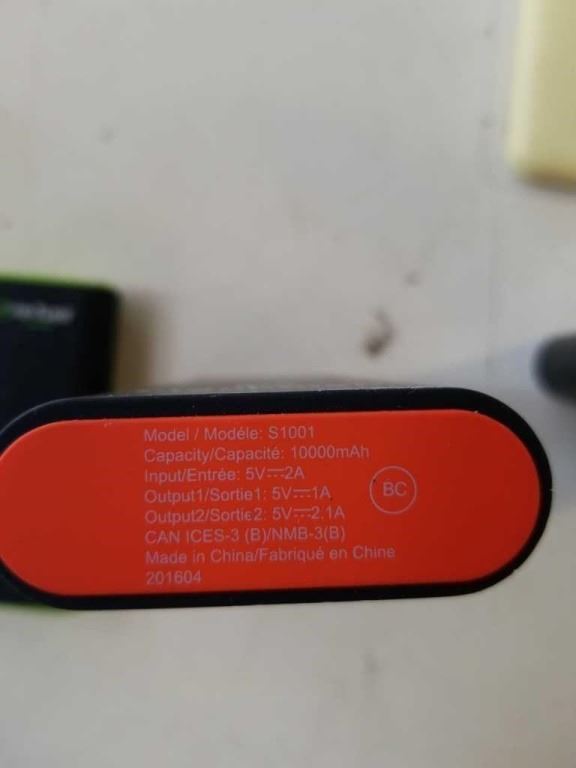 Model / Modéle: S1001
Capacity/Capacité: 10000mAh
Input/Entrée: 5V⎓2A
Output1/Sortie1: 5V⎓1A
Output2/Sortie2: 5V⎓2.1A
CAN ICES-3 (B)/NMB-3(B)
Made in China/Fabriqué en Chine
201604
BC